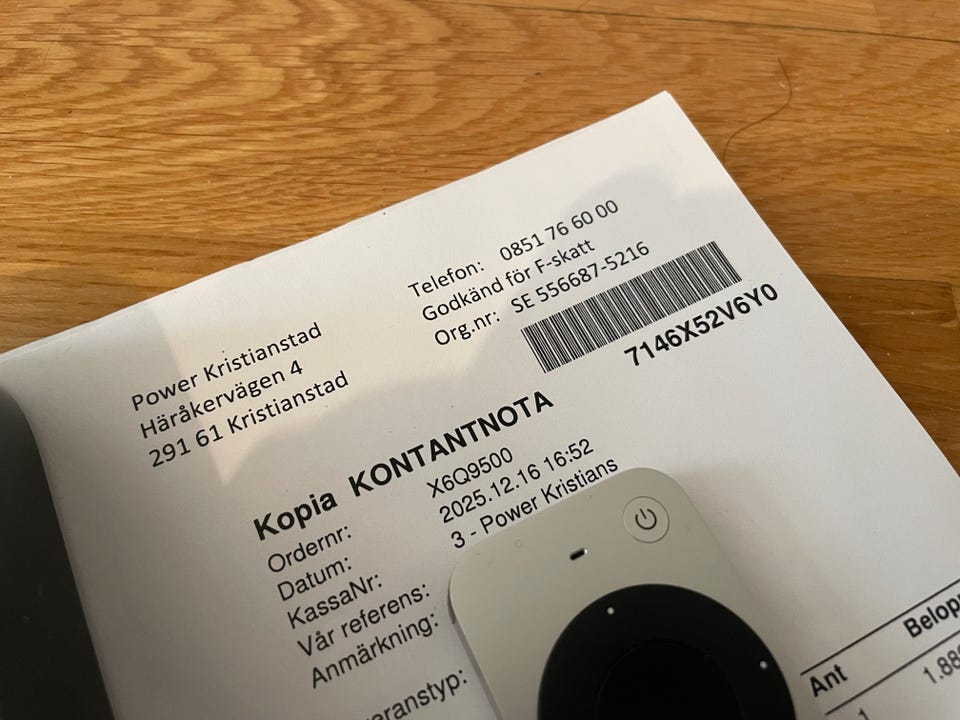 Telefon: 0851 76 60 00
Godkänd för F-skatt
Org.nr: SE 556687-5216
7146X52V6Y0
Power Kristianstad
Häråkervägen 4
291 61 Kristianstad
Kopia KONTANTNOTA
Ordernr: X6Q9500
Datum: 2025.12.16 16:52
KassaNr: 3 - Power Kristians
Vår referens:
Anmärkning:
Ant
1